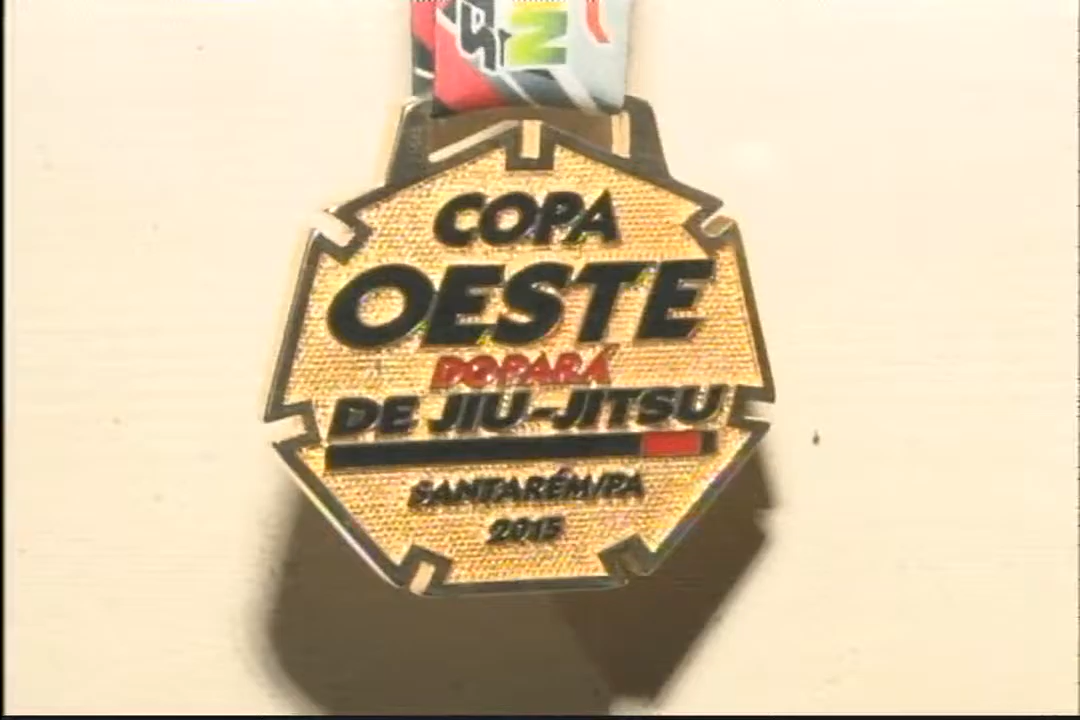 COPA
OESTE
DO PARÁ
DE JIU-JITSU
SANTARÉM/PA
2015